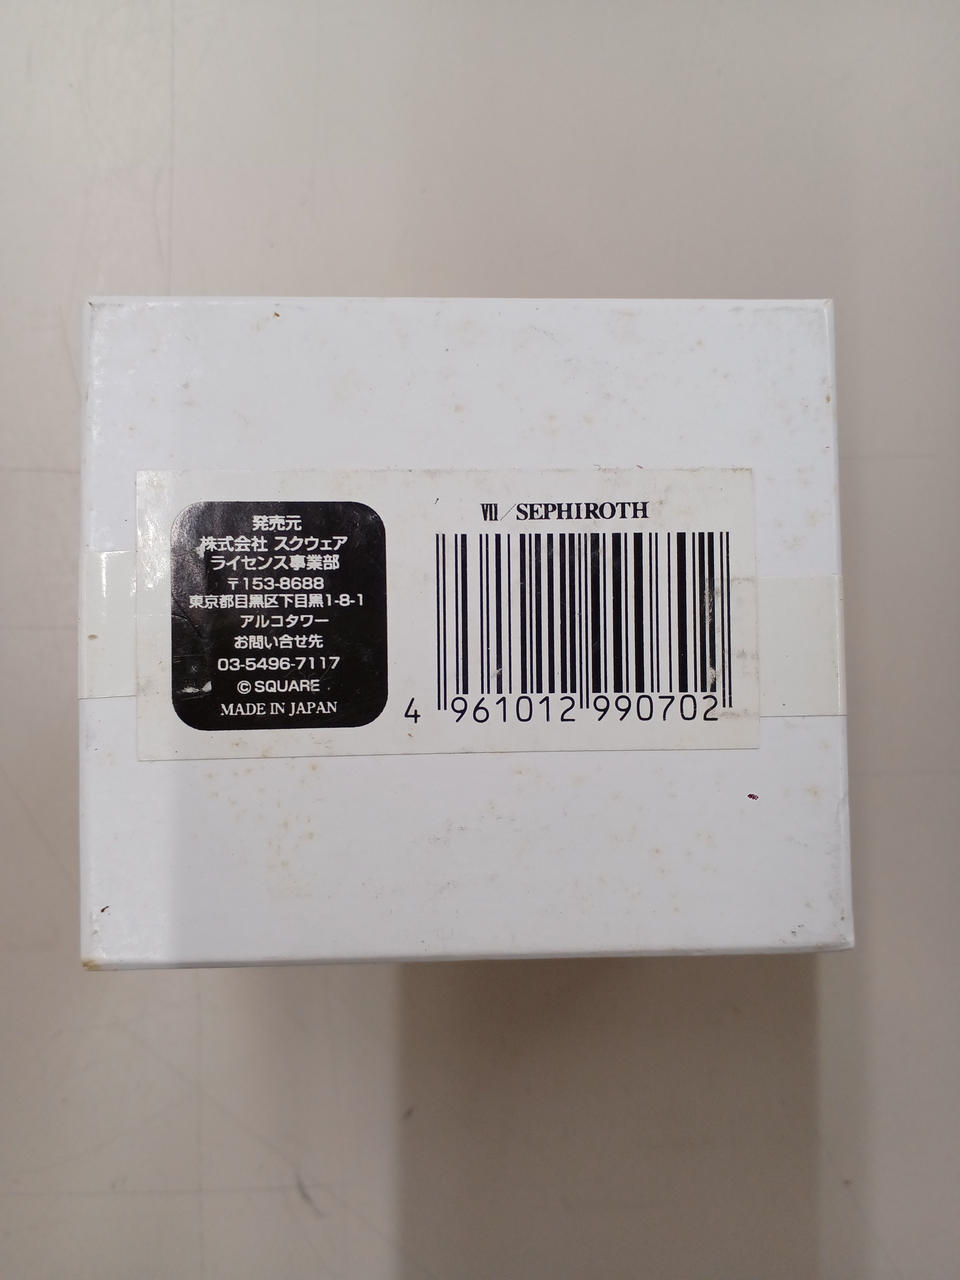 発売元
株式会社 スクウェア
ライセンス事業部
〒153-8688
東京都目黒区下目黒1-8-1
アルコタワー
お問い合せ先
03-5496-7117
© SQUARE
MADE IN JAPAN
VII/SEPHIROTH
4 961012 990702